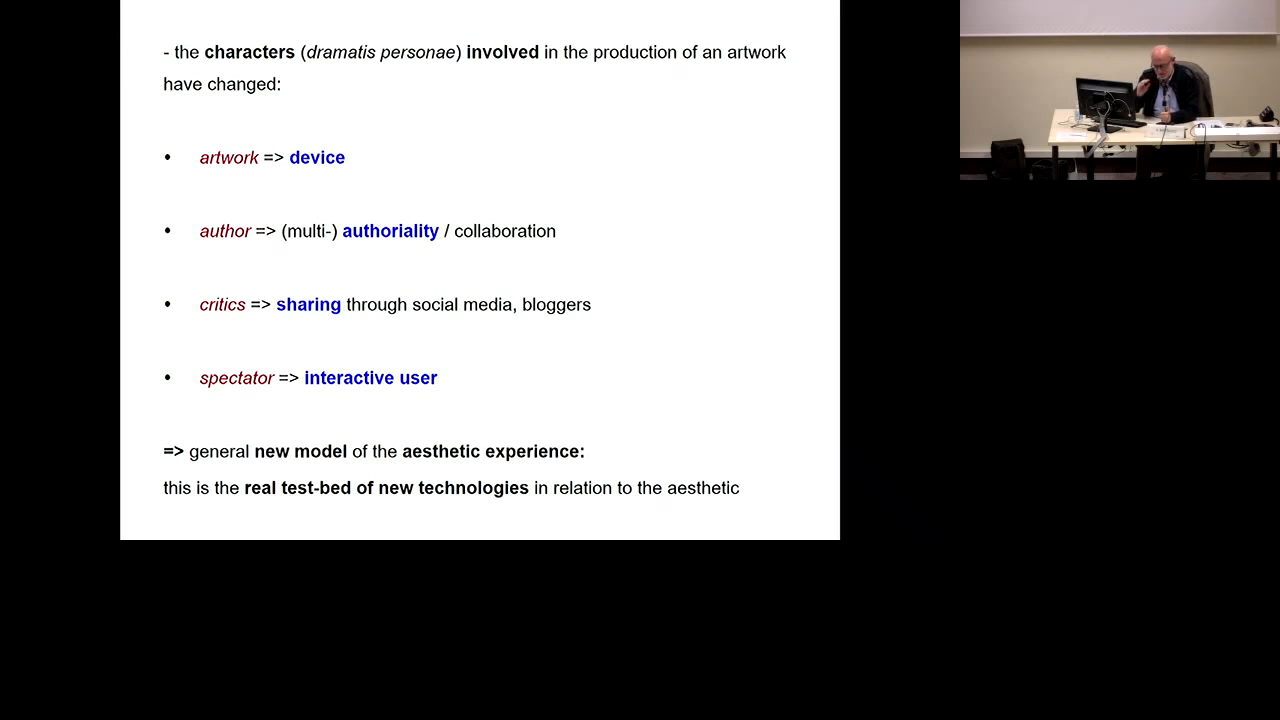 - the characters (dramatis personae) involved in the production of an artwork
have changed:
• artwork => device
• author => (multi-) authoriality / collaboration
• critics => sharing through social media, bloggers
• spectator => interactive user
=> general new model of the aesthetic experience:
this is the real test-bed of new technologies in relation to the aesthetic